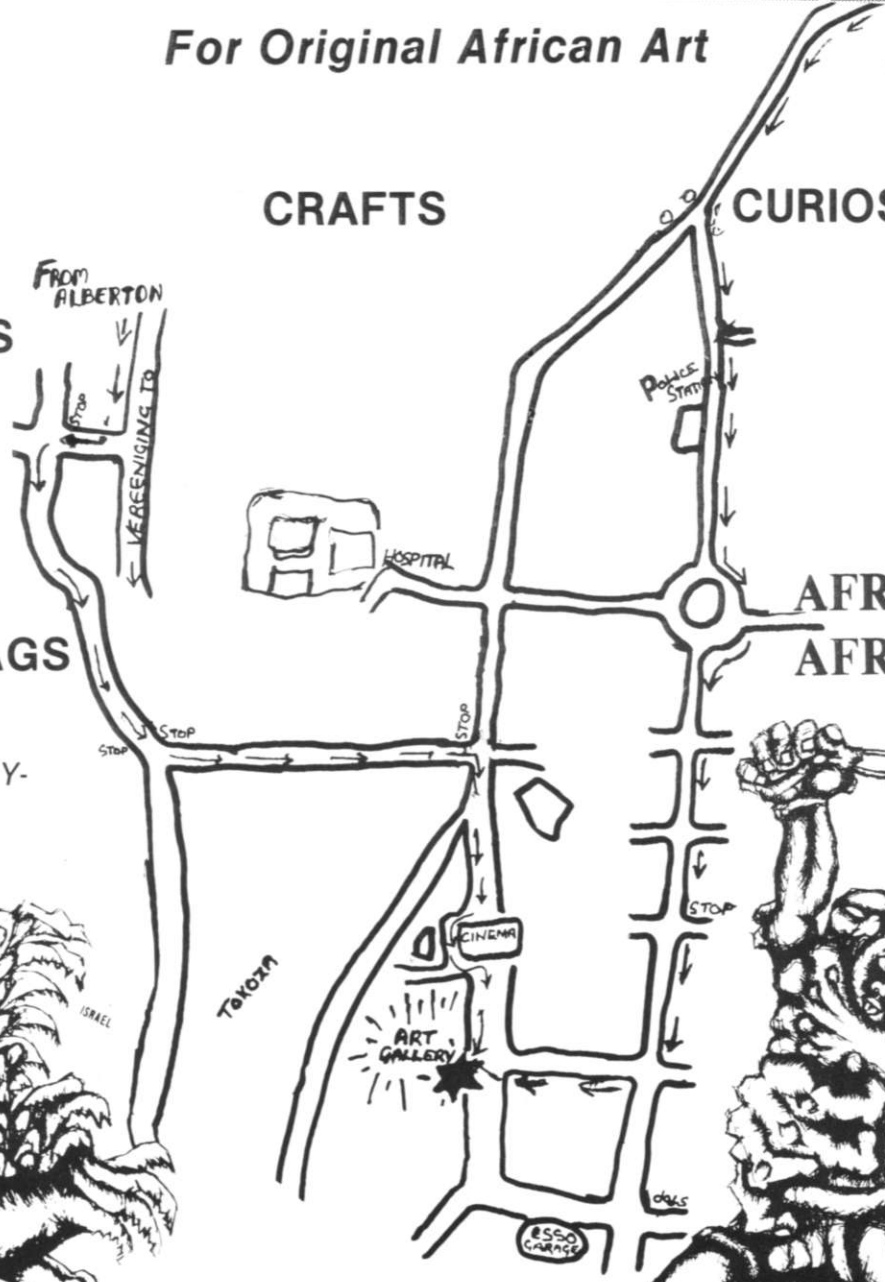 For Original African Art
CRAFTS
CURIOS
FROM
ALBERTON
S
STOP
← VEREENIGING TO
POLICE
STATION
HOSPITAL
AFR
AFR
AGS
STOP
STOP
STOP
Y-
STOP
CINEMA
TOKOZA
ISRAEL
ART
GALLERY
ESSO
GARAGE